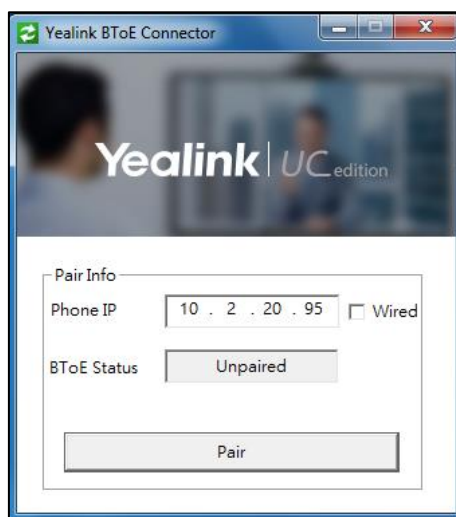 Yealink BToE Connector
Yealink | UC edition
Pair Info
Phone IP 10 . 2 . 20 . 95 Wired
BToE Status Unpaired
Pair